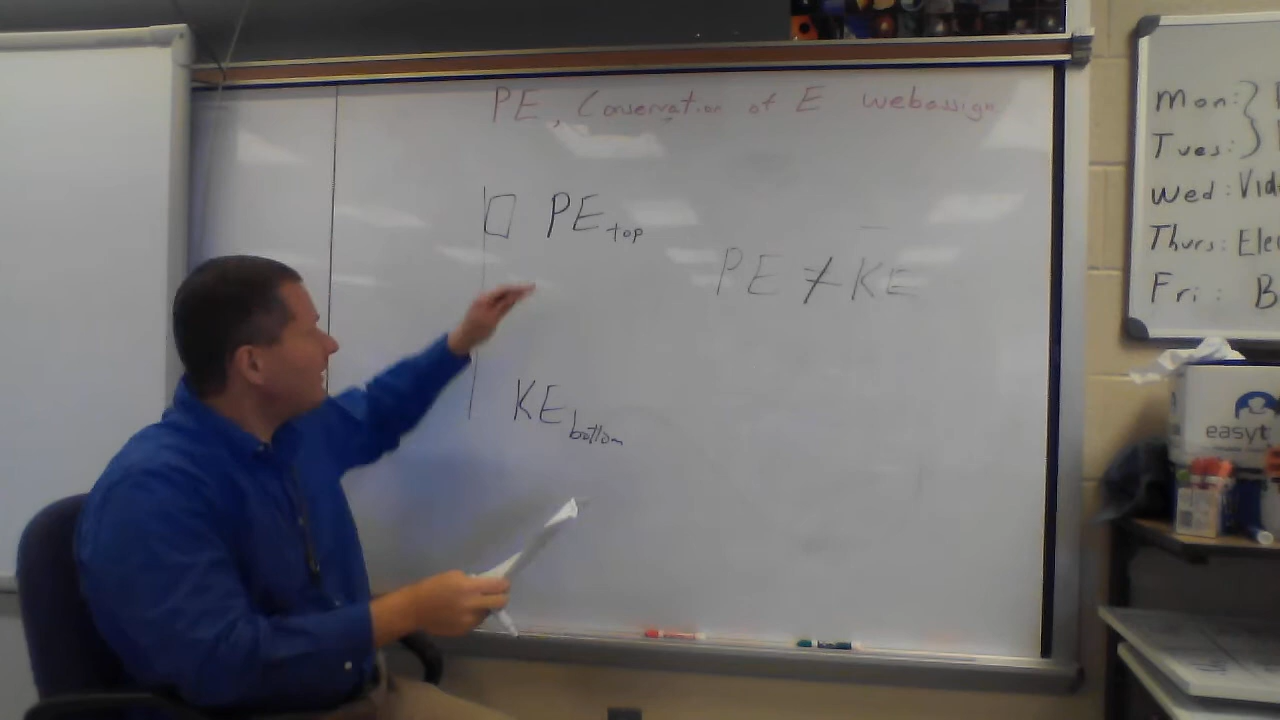 PE, Conservation of E webassign
PE top
PE ≠ KE
KE bottom
Mon:
Tues:
Wed: Vid
Thurs: Ele
Fri: B
easyt